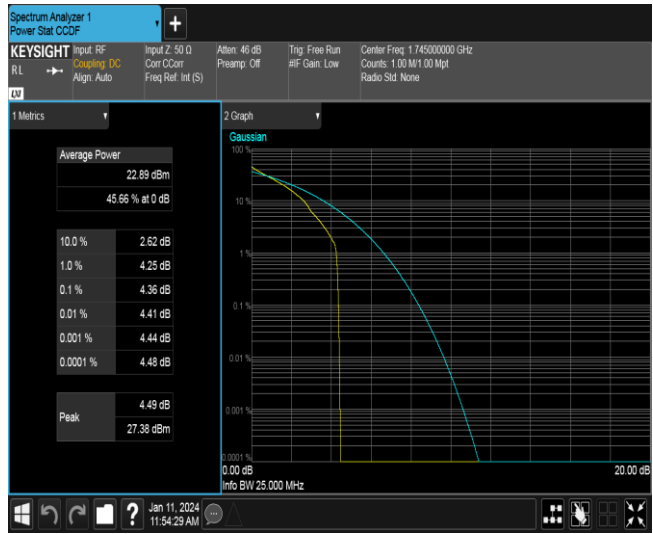 Spectrum Analyzer 1
Power Stat CCDF
+
KEYSIGHT
RL
LXI
Input: RF
Coupling: DC
Align: Auto
Input Z: 50 Ω
Corr CCorr
Freq Ref: Int (S)
Atten: 46 dB
Preamp: Off
Trig: Free Run
#IF Gain: Low
Center Freq: 1.745000000 GHz
Counts: 1.00 M/1.00 Mpt
Radio Std: None
1 Metrics
Average Power
22.89 dBm
45.66 % at 0 dB
10.0 % 2.62 dB
1.0 % 4.25 dB
0.1 % 4.36 dB
0.01 % 4.41 dB
0.001 % 4.44 dB
0.0001 % 4.48 dB
Peak
4.49 dB
27.38 dBm
2 Graph
Gaussian
100 %
10 %
1 %
0.1 %
0.01 %
0.001 %
0.0001 %
0.00 dB 20.00 dB
Info BW 25.000 MHz
?
Jan 11, 2024
11:54:29 AM